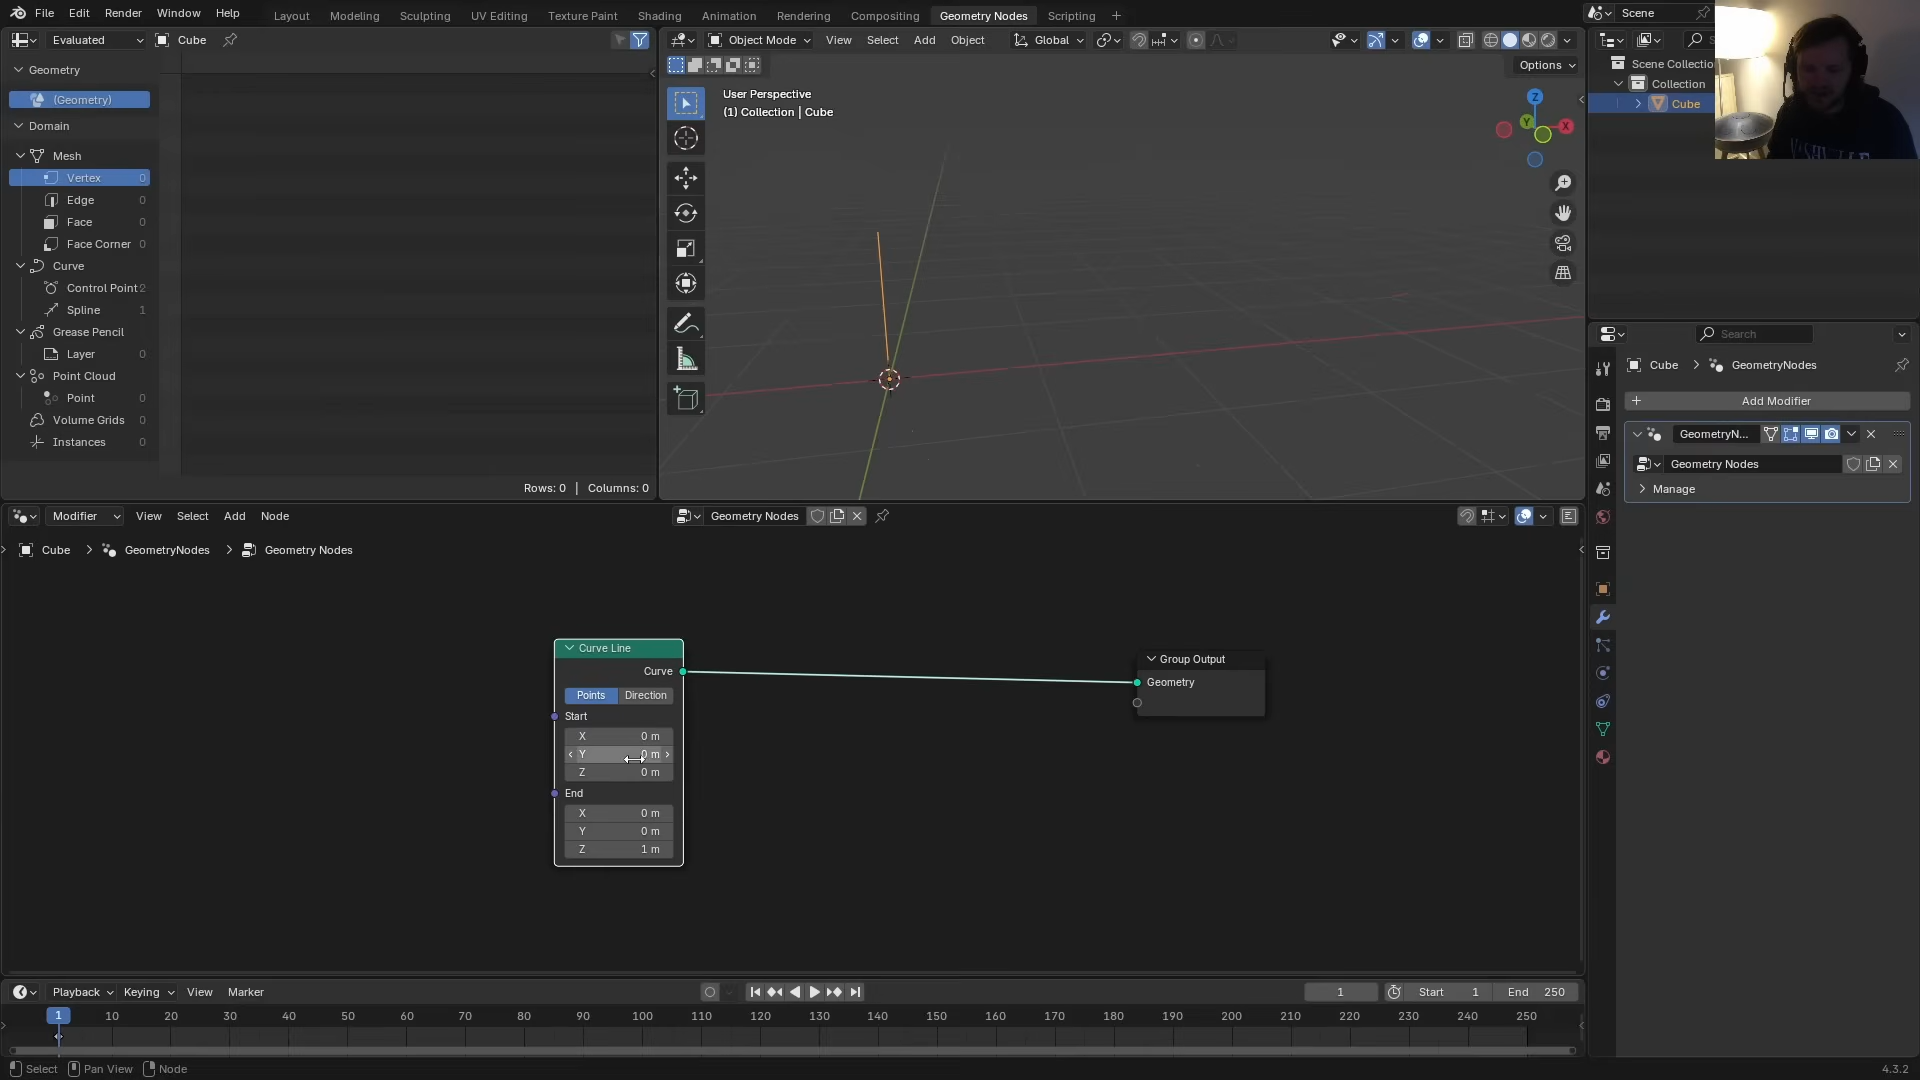 File Edit Render Window Help
Layout Modeling Sculpting UV Editing Texture Paint Shading Animation Rendering Compositing Geometry Nodes Scripting +
Scene
Evaluated
Cube
Geometry
(Geometry)
Domain
Mesh
Vertex 0
Edge 0
Face 0
Face Corner 0
Curve
Control Point 2
Spline 1
Grease Pencil
Layer 0
Point Cloud
Point 0
Volume Grids 0
Instances 0
Rows: 0 | Columns: 0
Object Mode View Select Add Object Global
Options
User Perspective
(1) Collection | Cube
Z
Y
X
Scene Collectio
Collection
Cube
Search
Cube > GeometryNodes
+ Add Modifier
GeometryN...
Geometry Nodes
Manage
Modifier View Select Add Node
Geometry Nodes
Cube > GeometryNodes > Geometry Nodes
Curve Line
Curve
Points Direction
Start
X 0 m
Y 0 m
Z 0 m
End
X 0 m
Y 0 m
Z 1 m
Group Output
Geometry
Playback Keying View Marker
1
Start 1 End 250
1 10 20 30 40 50 60 70 80 90 100 110 120 130 140 150 160 170 180 190 200 210 220 230 240 250
Select Pan View Node
4.3.2